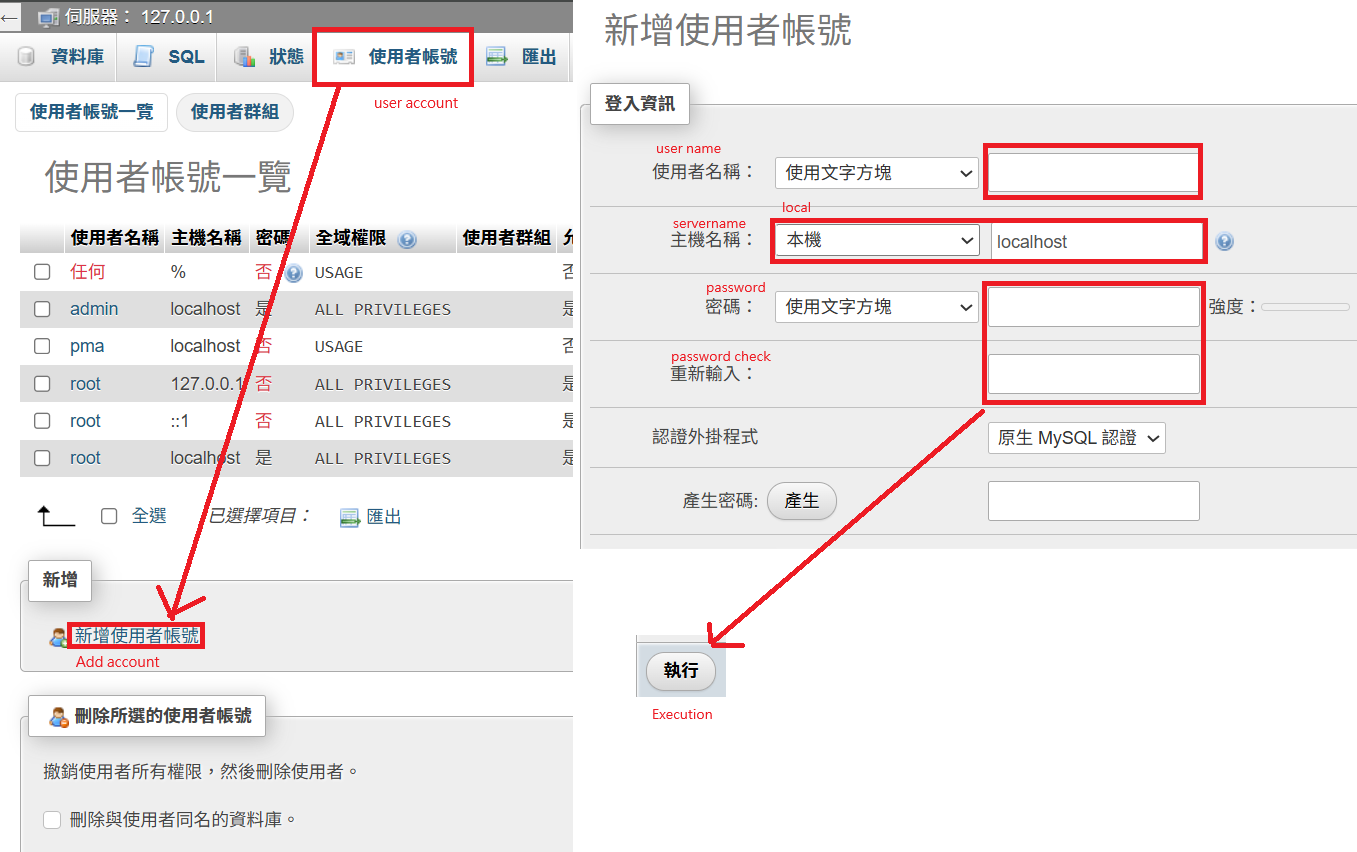 伺服器： 127.0.0.1
資料庫 SQL 狀態 使用者帳號 匯出
user account
使用者帳號一覽 使用者群組
使用者帳號一覽
使用者名稱 主機名稱 密碼 全域權限 使用者群組
任何 % 否 USAGE 否
admin localhost 是 ALL PRIVILEGES 是
pma localhost 否 USAGE 否
root 127.0.0.1 否 ALL PRIVILEGES 是
root ::1 否 ALL PRIVILEGES 是
root localhost 是 ALL PRIVILEGES 是
全選 已選擇項目： 匯出
新增
新增使用者帳號
Add account
刪除所選的使用者帳號
撤銷使用者所有權限，然後刪除使用者。
刪除與使用者同名的資料庫。
新增使用者帳號
登入資訊
user name
使用者名稱： 使用文字方塊
local
servername
主機名稱： 本機 localhost
password
密碼： 使用文字方塊 強度：
password check
重新輸入：
認證外掛程式 原生 MySQL 認證
產生密碼: 產生
執行
Execution